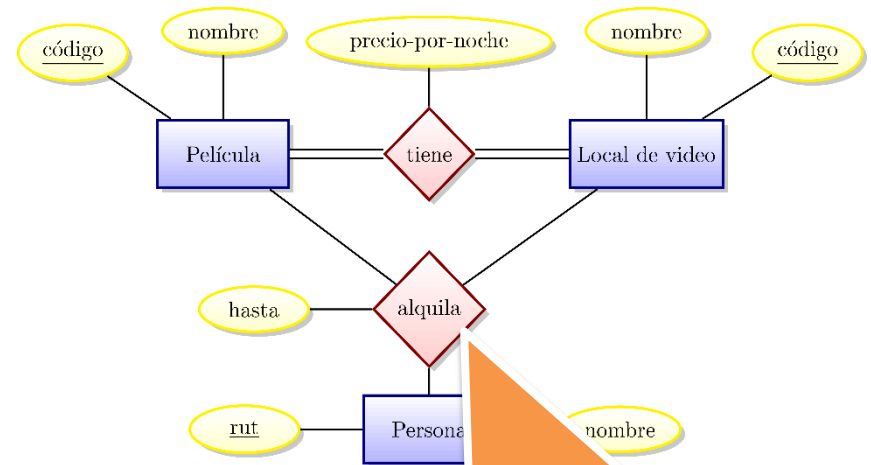 código
nombre
precio-por-noche
nombre
código
Película
tiene
Local de video
hasta
alquila
rut
Persona
nombre